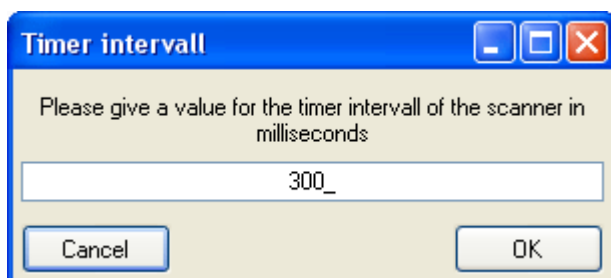 Timer intervall
Please give a value for the timer intervall of the scanner in
milliseconds
300_
Cancel OK